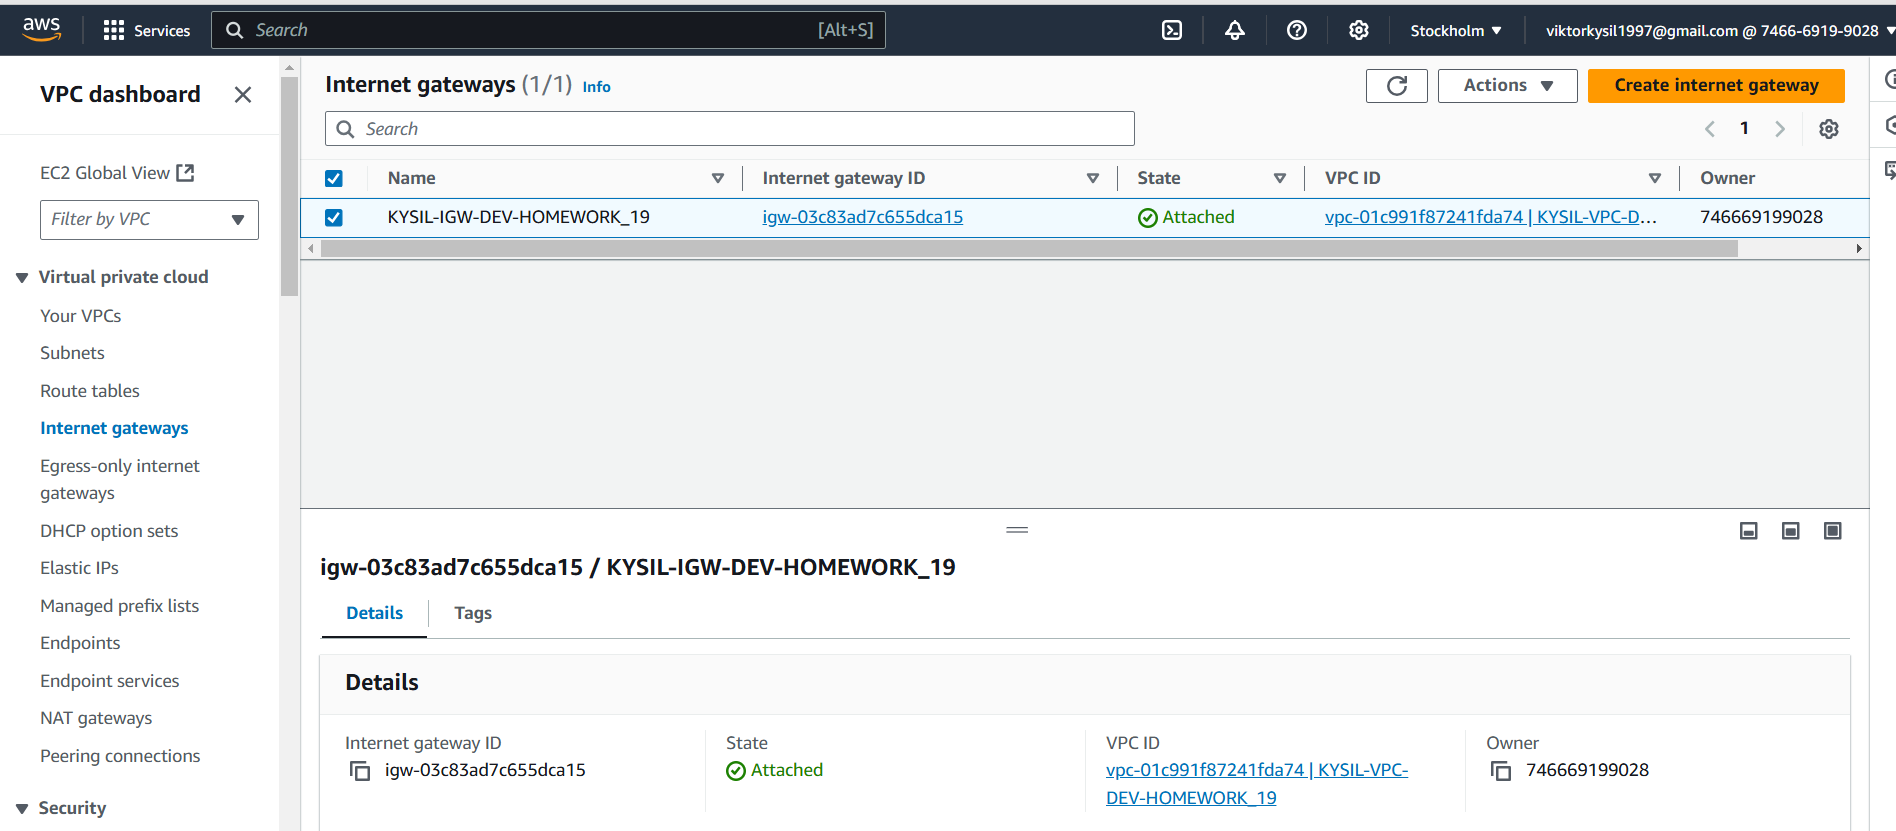 aws
Services
Search
[Alt+S]
Stockholm
viktorkysil1997@gmail.com @ 7466-6919-9028
VPC dashboard
EC2 Global View
Filter by VPC
Virtual private cloud
Your VPCs
Subnets
Route tables
Internet gateways
Egress-only internet
gateways
DHCP option sets
Elastic IPs
Managed prefix lists
Endpoints
Endpoint services
NAT gateways
Peering connections
Security
Internet gateways (1/1) Info
Actions
Create internet gateway
Search
1
Name Internet gateway ID State VPC ID Owner
KYSIL-IGW-DEV-HOMEWORK_19 igw-03c83ad7c655dca15 Attached vpc-01c991f87241fda74 | KYSIL-VPC-D... 746669199028
igw-03c83ad7c655dca15 / KYSIL-IGW-DEV-HOMEWORK_19
Details Tags
Details
Internet gateway ID
igw-03c83ad7c655dca15
State
Attached
VPC ID
vpc-01c991f87241fda74 | KYSIL-VPC-
DEV-HOMEWORK_19
Owner
746669199028